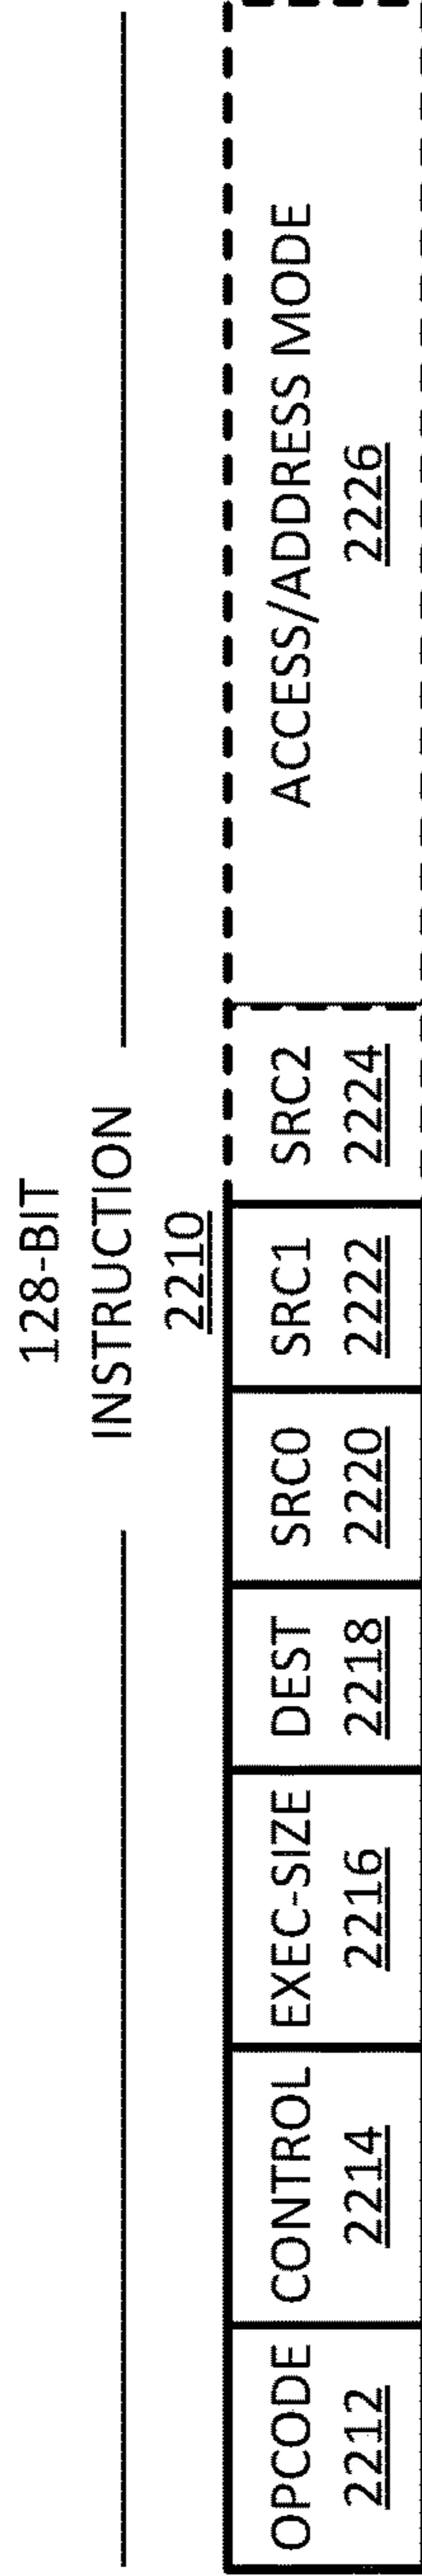 128-BIT
INSTRUCTION
2210
OPCODE
2212
CONTROL
2214
EXEC-SIZE
2216
DEST
2218
SRC0
2220
SRC1
2222
SRC2
2224
ACCESS/ADDRESS MODE
2226